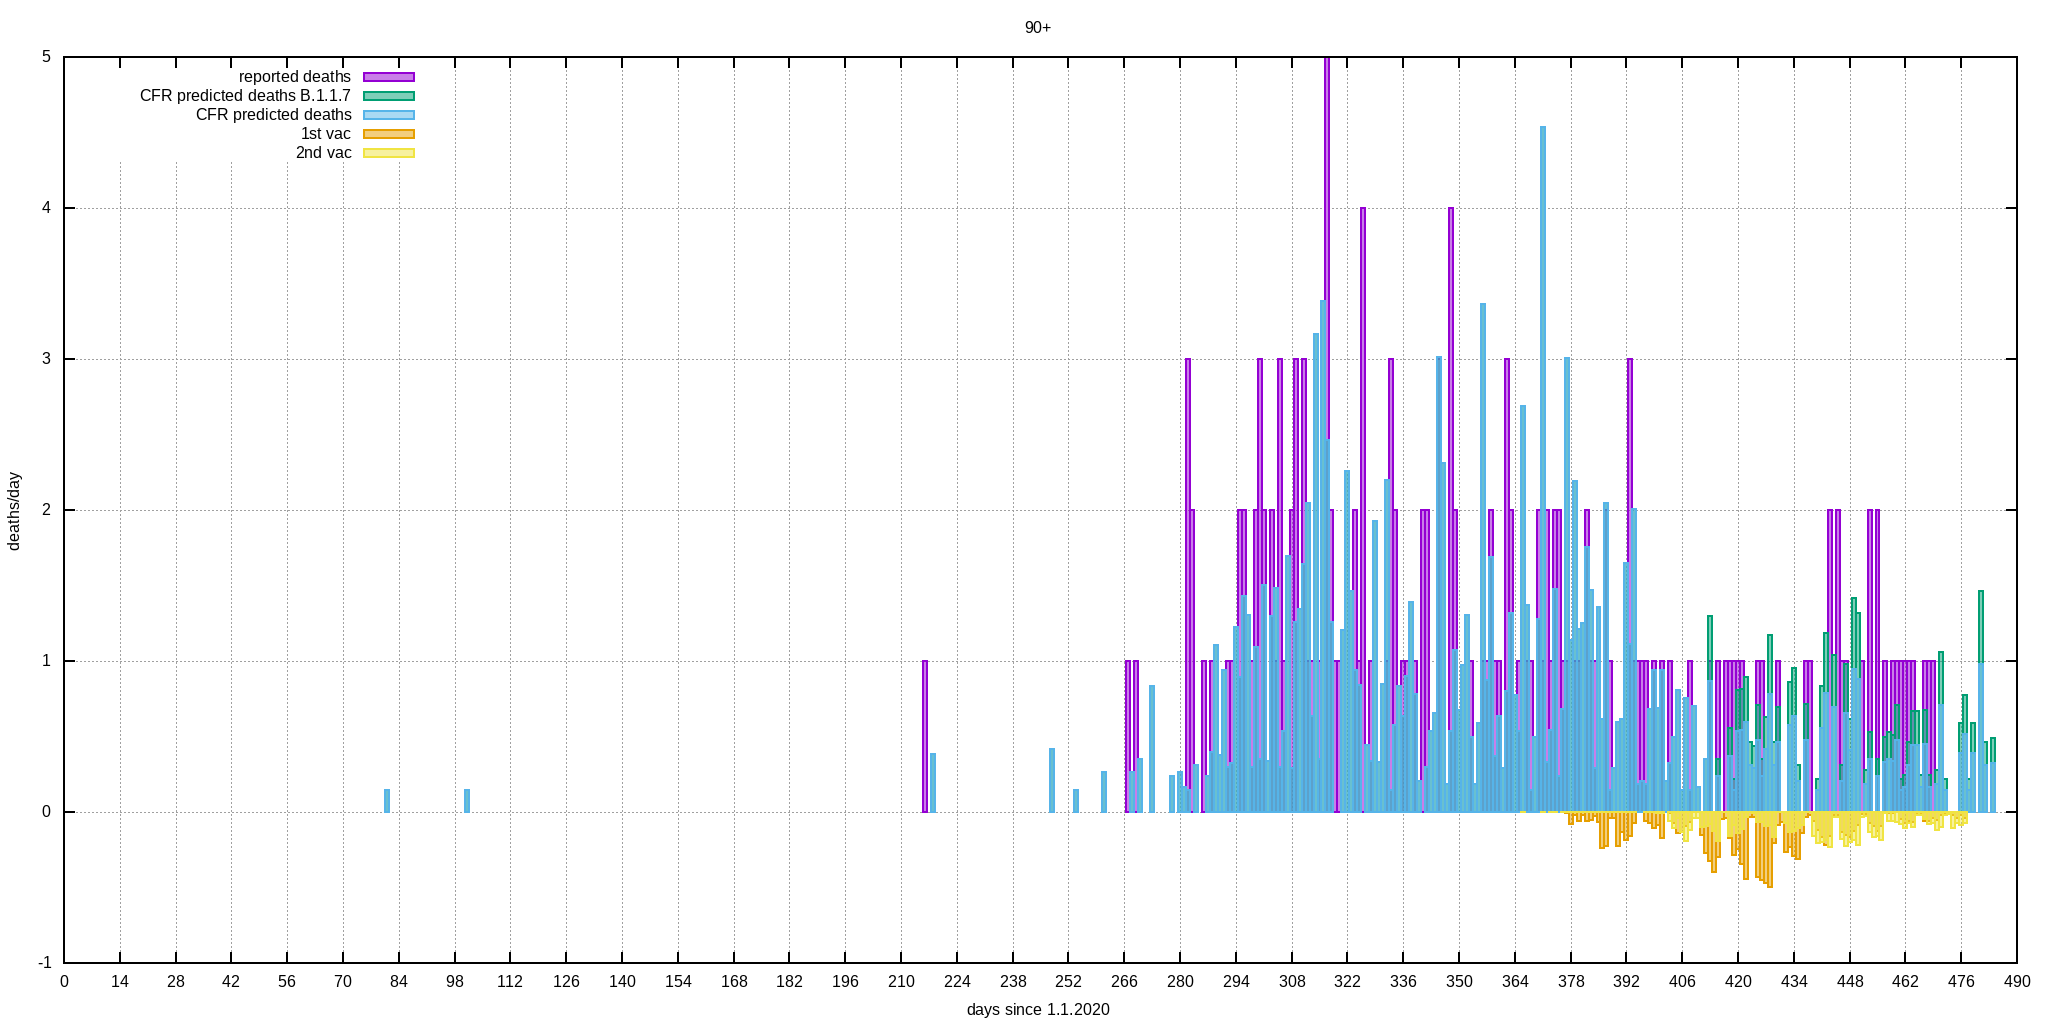 90+
reported deaths
CFR predicted deaths B.1.1.7
CFR predicted deaths
1st vac
2nd vac
5
4
3
2
1
0
-1
deaths/day
0 14 28 42 56 70 84 98 112 126 140 154 168 182 196 210 224 238 252 266 280 294 308 322 336 350 364 378 392 406 420 434 448 462 476 490
days since 1.1.2020